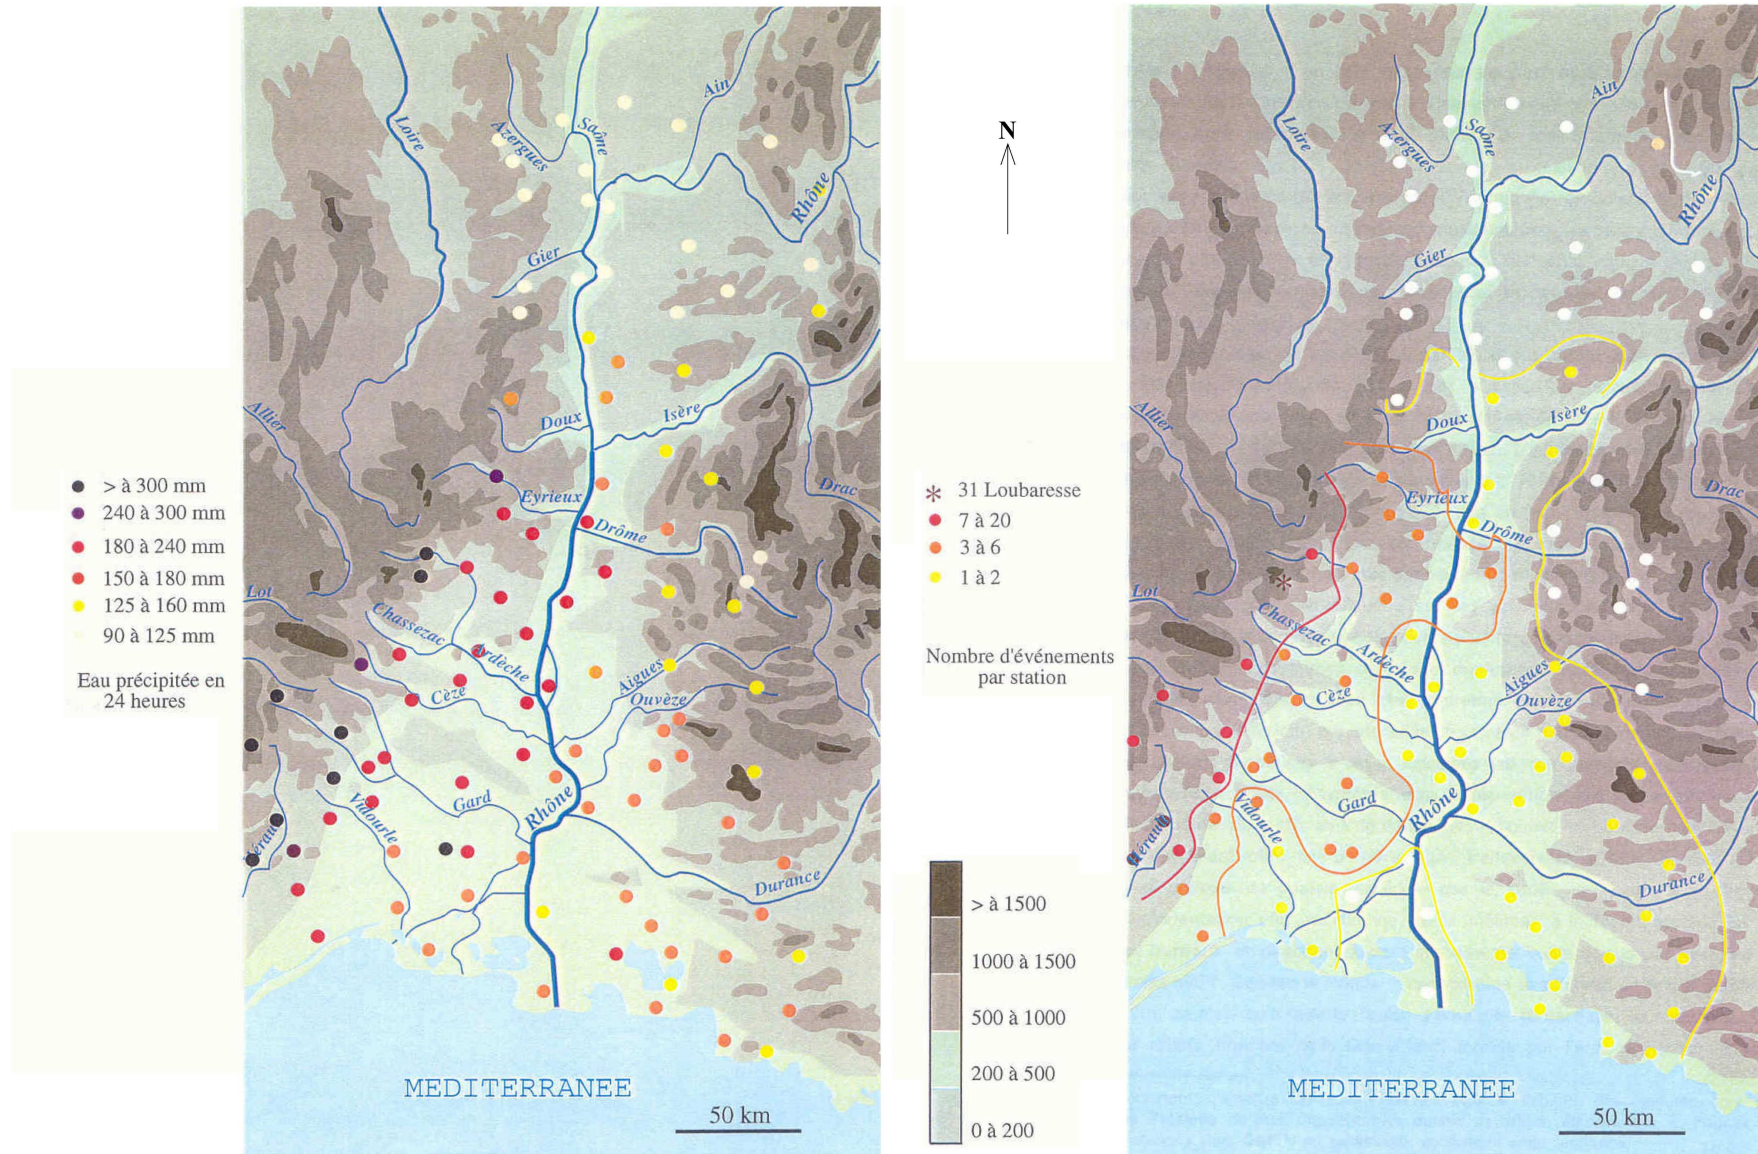 Loire
Azergues
Saône
Ain
Rhône
Gier
Allier
Doux
Isère
Drac
Eyrieux
Drôme
Lot
Chassezac
Ardèche
Cèze
Aigues
Ouvèze
Vidourle
Gard
Rhône
Hérault
Durance
MEDITERRANEE
50 km
> à 300 mm
240 à 300 mm
180 à 240 mm
150 à 180 mm
125 à 160 mm
90 à 125 mm
Eau précipitée en
24 heures
N
31 Loubaresse
7 à 20
3 à 6
1 à 2
Nombre d'événements
par station
> à 1500
1000 à 1500
500 à 1000
200 à 500
0 à 200
Loire
Azergues
Saône
Ain
Rhône
Gier
Allier
Doux
Isère
Drac
Eyrieux
Drôme
Lot
Chassezac
Ardèche
Cèze
Aigues
Ouvèze
Vidourle
Gard
Rhône
Hérault
Durance
MEDITERRANEE
50 km